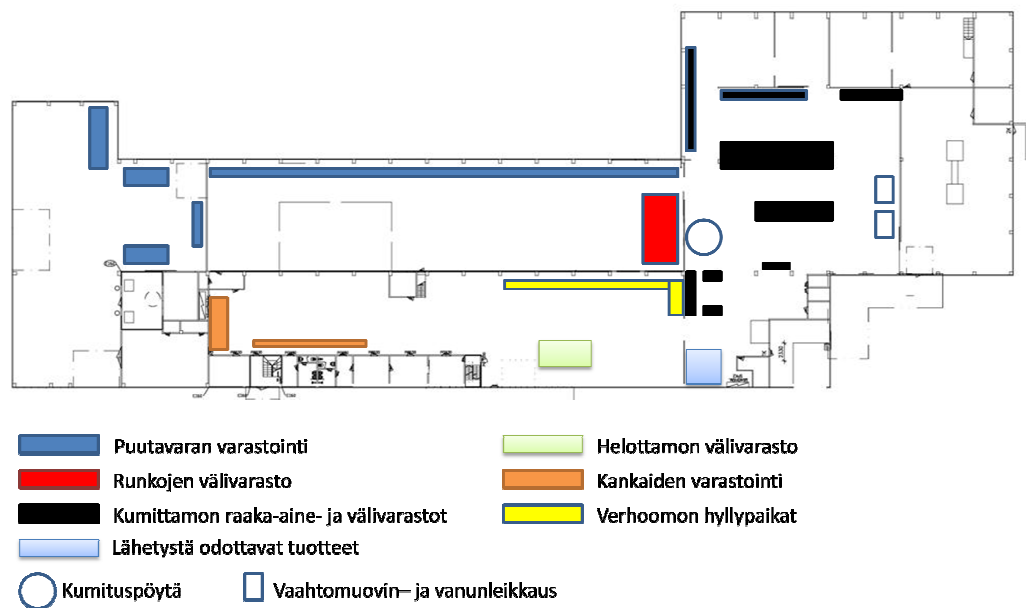 Puutavaran varastointi
Helottamon välivarasto
Runkojen välivarasto
Kankaiden varastointi
Kumittamon raaka-aine- ja välivarastot
Verhoomon hyllypaikat
Lähetystä odottavat tuotteet
Kumituspöytä
Vaahtomuovin– ja vanunleikkaus